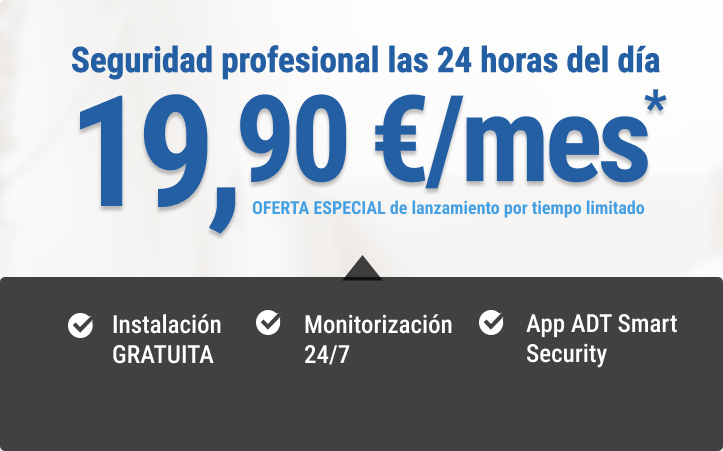 Seguridad profesional las 24 horas del día
19,90 €/mes*
OFERTA ESPECIAL de lanzamiento por tiempo limitado
Instalación
GRATUITA
Monitorización
24/7
App ADT Smart
Security